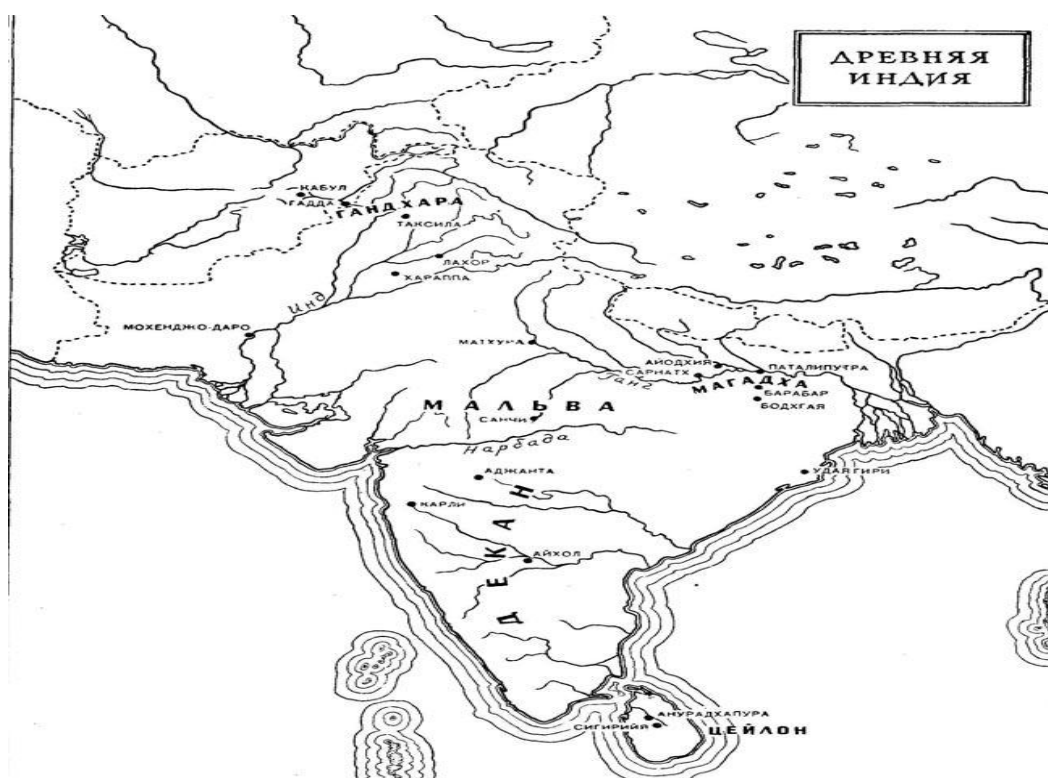 ДРЕВНЯЯ
ИНДИЯ
КАБУЛ
ГАДДА
ГАНДХАРА
ТАКСИЛА
ЛАХОР
ХАРАППА
Инд
МОХЕНДЖО-ДАРО
МАТХУРА
АЙОДХИЯ
САРНАТХ
ПАТАЛИПУТРА
Ганг
МАГАДХА
БАРАБАР
БОДХГАЯ
МАЛЬВА
САНЧИ
Нарбада
АДЖАНТА
УДАЯГИРИ
КАРЛИ
ДЕКАН
АЙХОЛ
АНУРАДХАПУРА
СИГИРИЙЯ
ЦЕЙЛОН